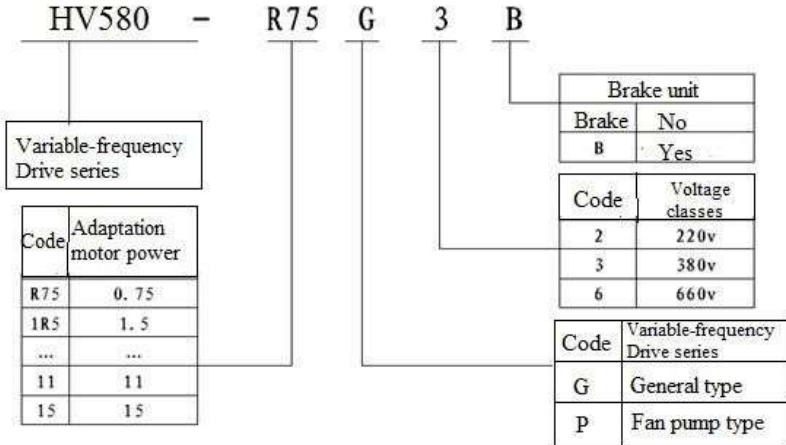 HV580 - R75 G 3 B
Brake unit
Brake No
B Yes
Variable-frequency
Drive series
Code Voltage
classes
2 220v
3 380v
6 660v
Code Adaptation
motor power
R75 0.75
1R5 1.5
... ...
11 11
15 15
Code Variable-frequency
Drive series
G General type
P Fan pump type